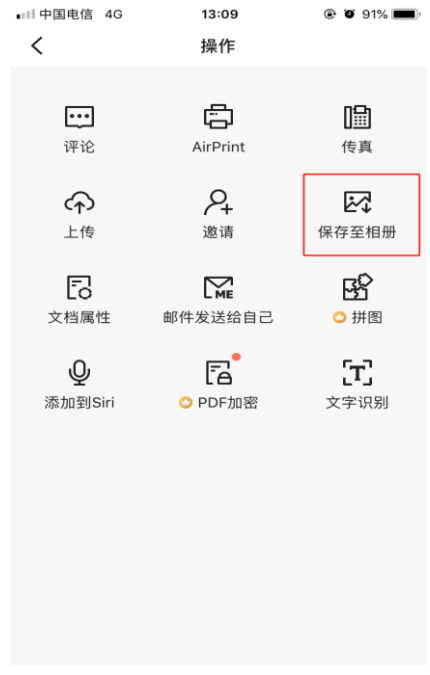 中国电信 4G 13:09 91%
操作
评论 AirPrint 传真
上传 邀请 保存至相册
ME
文档属性 邮件发送给自己 拼图
T
添加到Siri PDF加密 文字识别